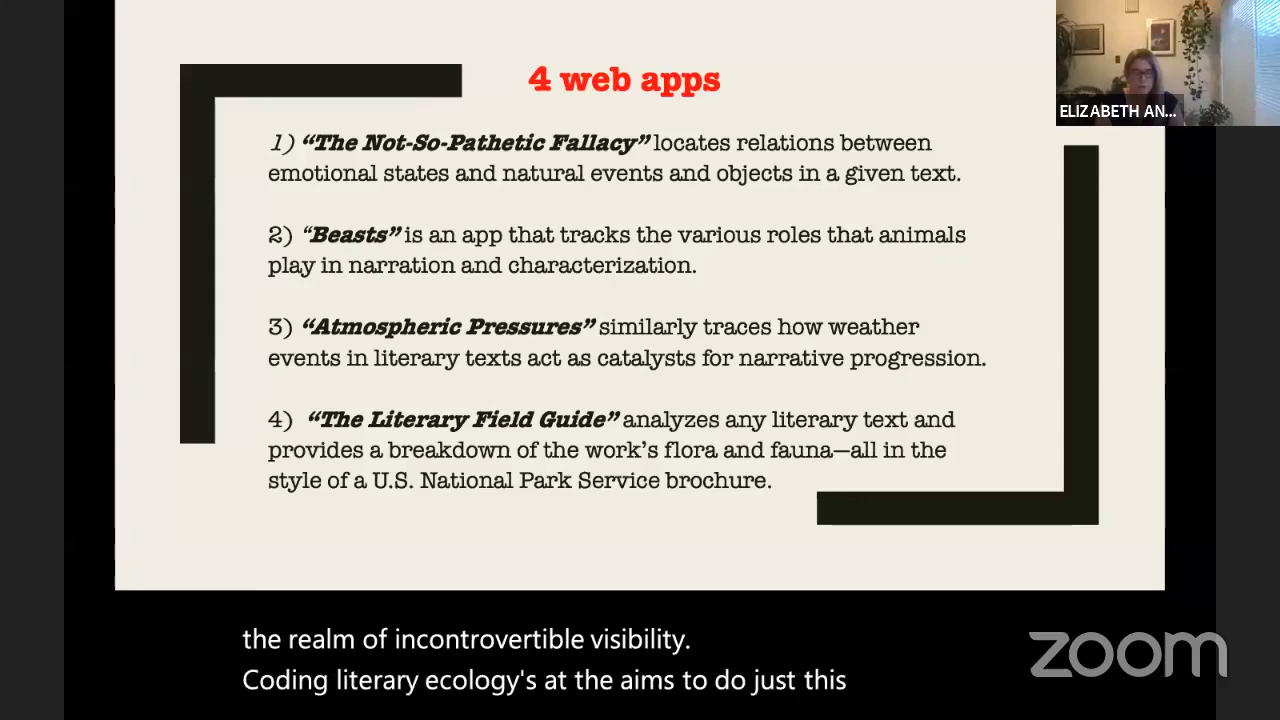 4 web apps
ELIZABETH AN...
1) “The Not-So-Pathetic Fallacy” locates relations between
emotional states and natural events and objects in a given text.
2) “Beasts” is an app that tracks the various roles that animals
play in narration and characterization.
3) “Atmospheric Pressures” similarly traces how weather
events in literary texts act as catalysts for narrative progression.
4) “The Literary Field Guide” analyzes any literary text and
provides a breakdown of the work’s flora and fauna—all in the
style of a U.S. National Park Service brochure.
the realm of incontrovertible visibility.
Coding literary ecology's at the aims to do just this
zoom